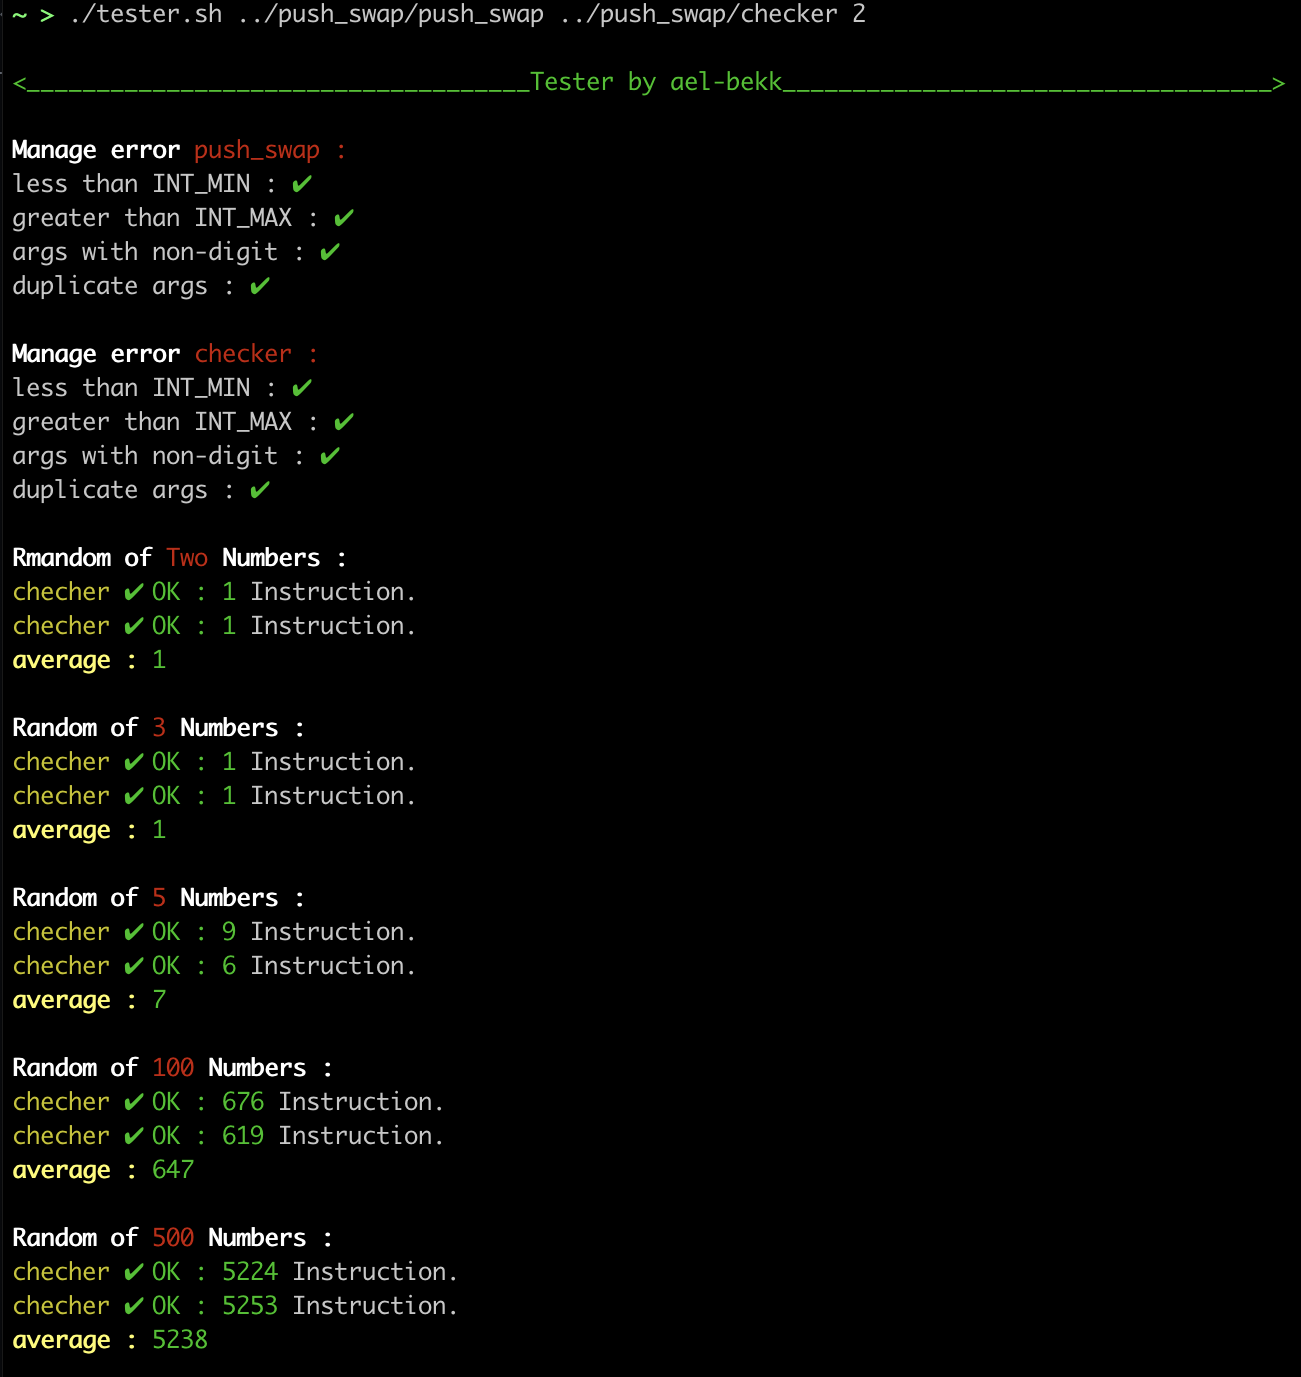 ~ > ./tester.sh ../push_swap/push_swap ../push_swap/checker 2
<____________________________________Tester by ael-bekk___________________________________>
Manage error push_swap :
less than INT_MIN : ✔
greater than INT_MAX : ✔
args with non-digit : ✔
duplicate args : ✔
Manage error checker :
less than INT_MIN : ✔
greater than INT_MAX : ✔
args with non-digit : ✔
duplicate args : ✔
Rmandom of Two Numbers :
checher ✔ OK : 1 Instruction.
checher ✔ OK : 1 Instruction.
average : 1
Random of 3 Numbers :
checher ✔ OK : 1 Instruction.
checher ✔ OK : 1 Instruction.
average : 1
Random of 5 Numbers :
checher ✔ OK : 9 Instruction.
checher ✔ OK : 6 Instruction.
average : 7
Random of 100 Numbers :
checher ✔ OK : 676 Instruction.
checher ✔ OK : 619 Instruction.
average : 647
Random of 500 Numbers :
checher ✔ OK : 5224 Instruction.
checher ✔ OK : 5253 Instruction.
average : 5238